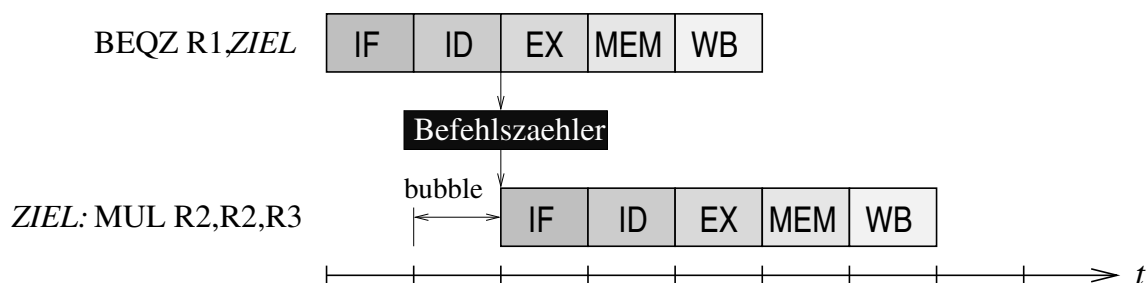 BEQZ R1,ZIEL IF ID EX MEM WB
Befehlszaehler
bubble
ZIEL: MUL R2,R2,R3 IF ID EX MEM WB
t